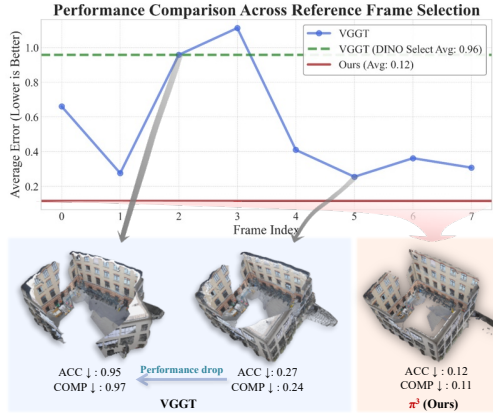 Performance Comparison Across Reference Frame Selection
Average Error (Lower is Better)
1.0
0.8
0.6
0.4
0.2
VGGT
VGGT (DINO Select Avg: 0.96)
Ours (Avg: 0.12)
0 1 2 3 4 5 6 7
Frame Index
ACC ↓ : 0.95
COMP ↓ : 0.97
Performance drop
ACC ↓: 0.27
COMP ↓ : 0.24
VGGT
ACC ↓ : 0.12
COMP ↓ : 0.11
π³ (Ours)